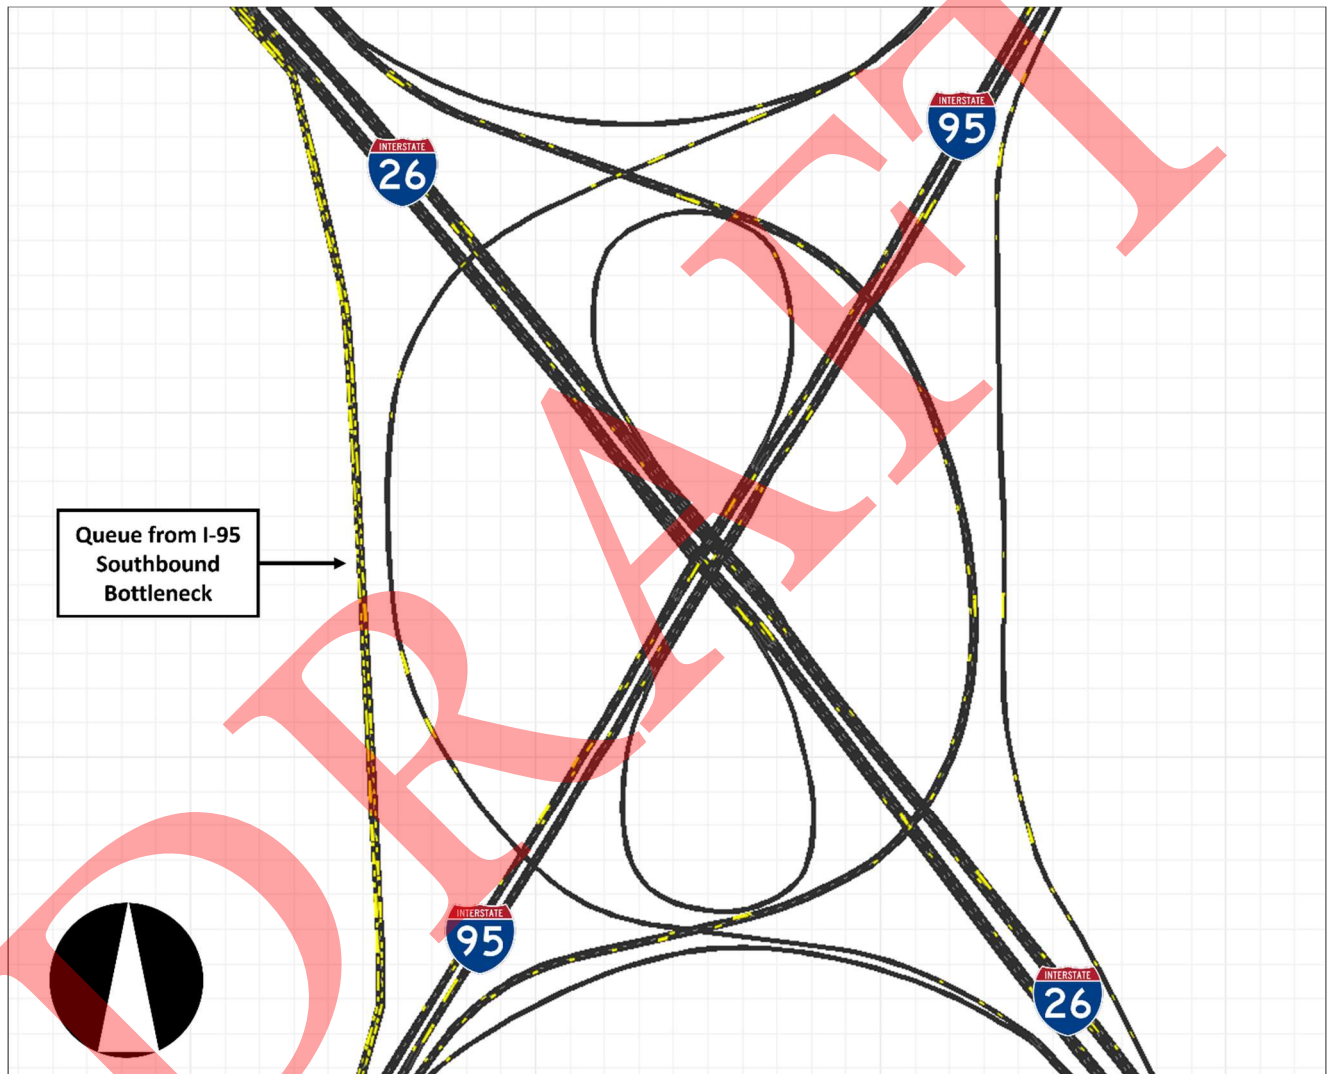 INTERSTATE
95
INTERSTATE
26
Queue from I-95
Southbound
Bottleneck
INTERSTATE
95
INTERSTATE
26
DRAFT